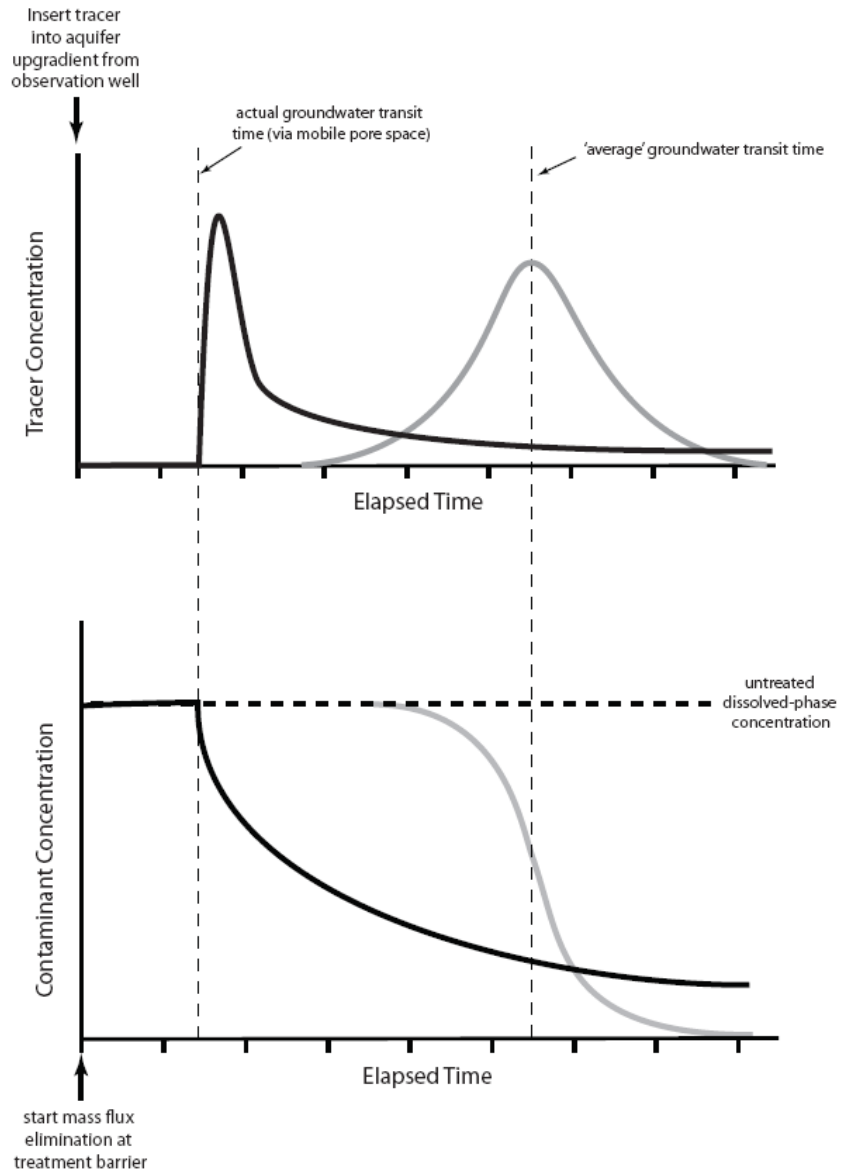 Insert tracer
into aquifer
upgradient from
observation well
actual groundwater transit
time (via mobile pore space)
'average' groundwater transit time
Tracer Concentration
Elapsed Time
untreated
dissolved-phase
concentration
Contaminant Concentration
Elapsed Time
start mass flux
elimination at
treatment barrier